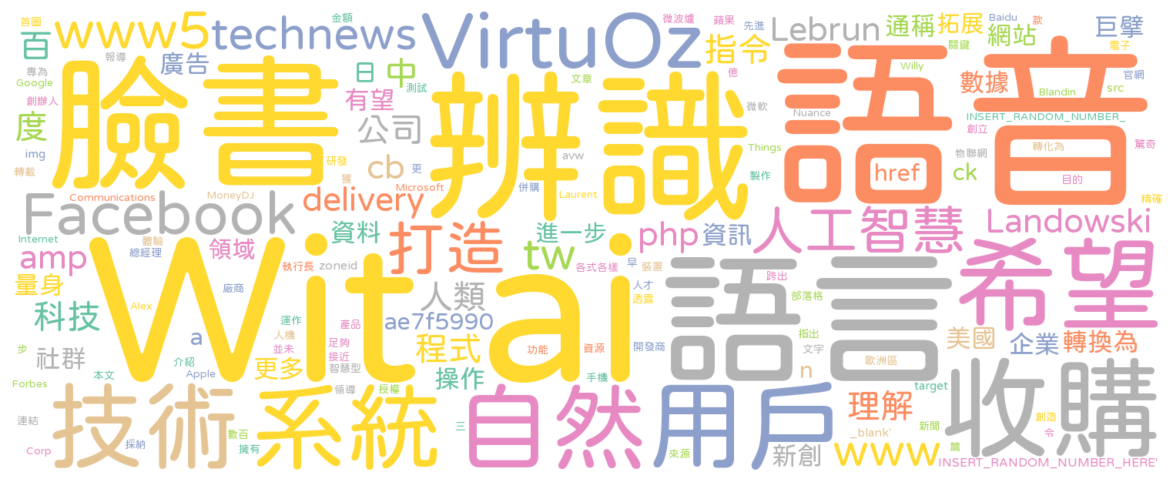 首圖 www5 technews VirtuOz 微波爐 蘋果 先進 Baidu 款 巨擘
金額 Lebrun 通稱 拓展 網站 電子
百 報導 廣告 日 中 指令 關鍵 官網
專為 Google 測試 文章 億 Willy 數據 Blandin src
創辦人 臉書 有望 辨識 微軟 語音 INSERT_RANDOM_NUMBER_
度 公司 Nuance 創立 驚奇
img 研發 avw Things 物聯網 轉化為
轉載 MoneyDJ 獲 cb 更 併購 製作 href ck 目的
Communications Microsoft Laurent 精確
Facebook delivery 人工智慧 Landowski
Internet 體驗 資料 打造 進一步 php 資訊
amp 總經理 領域 tw
執行長 zoneid 各式各樣 早 裝置 跨出 希望
量身 廠商 Witai 人類 人才 透露 部落格
科技 Alex 運作 產品 ae7f5990 語言
a 人機 指出 美國 企業 轉換為
步 社群 並未 足夠 接近 程式 功能 資源 開發商 文字
介紹 更多 智慧型 歐洲區
Forbes 本文 Apple 操作 手機 n target 收購
技術 系統 領導 授權 自然 用戶 理解
連結 數百 三 _blank' 新聞 創造
採納 擁有 來源 新創 www 篇 令
Corp INSERT_RANDOM_NUMBER_HERE'